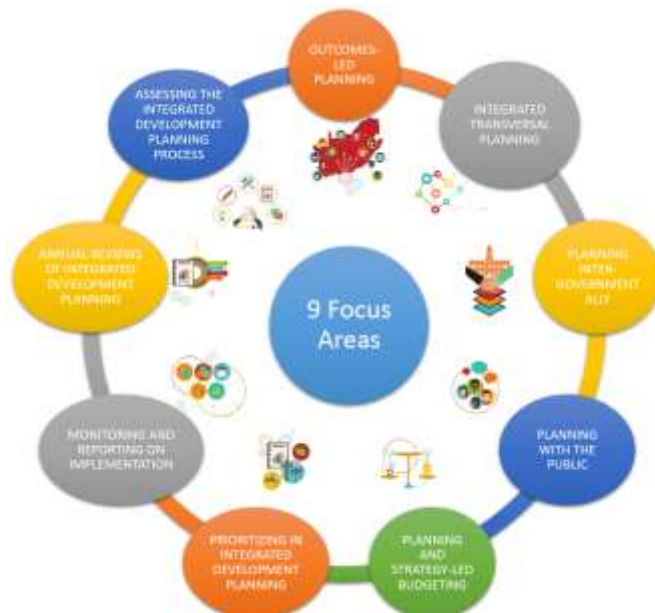 OUTCOMES-
LED
PLANNING
INTEGRATED
TRANSVERSAL
PLANNING
PLANNING
INTER-
GOVERNMENT
ALLY
PLANNING
WITH THE
PUBLIC
PLANNING
AND
STRATEGY-LED
BUDGETING
PRIORITIZING IN
INTEGRATED
DEVELOPMENT
PLANNING
MONITORING AND
REPORTING ON
IMPLEMENTATION
ANNUAL REVIEWS
OF INTEGRATED
DEVELOPMENT
PLANNING
ASSESSING THE
INTEGRATED
DEVELOPMENT
PLANNING
PROCESS
9 Focus
Areas